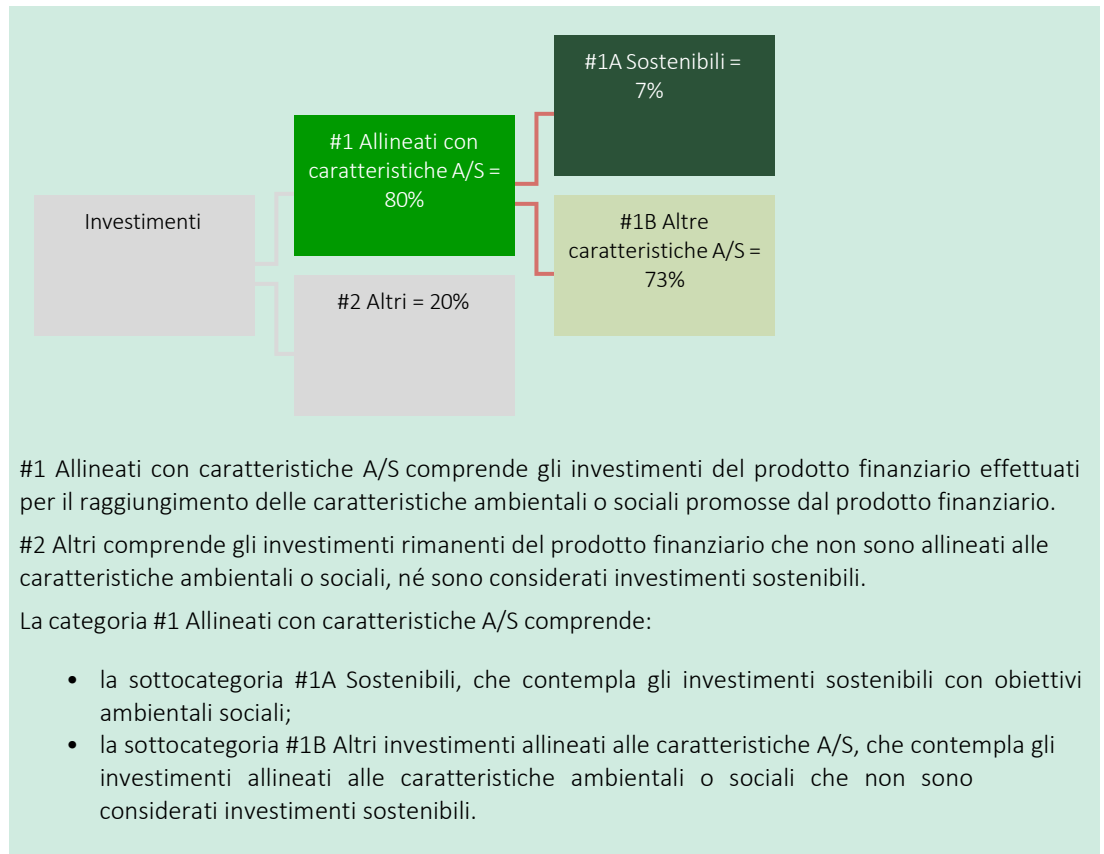 #1A Sostenibili =
7%
#1 Allineati con
caratteristiche A/S =
80%
Investimenti
#1B Altre
caratteristiche A/S =
73%
#2 Altri = 20%
#1 Allineati con caratteristiche A/S comprende gli investimenti del prodotto finanziario effettuati
per il raggiungimento delle caratteristiche ambientali o sociali promosse dal prodotto finanziario.
#2 Altri comprende gli investimenti rimanenti del prodotto finanziario che non sono allineati alle
caratteristiche ambientali o sociali, né sono considerati investimenti sostenibili.
La categoria #1 Allineati con caratteristiche A/S comprende:
• la sottocategoria #1A Sostenibili, che contempla gli investimenti sostenibili con obiettivi
ambientali sociali;
• la sottocategoria #1B Altri investimenti allineati alle caratteristiche A/S, che contempla gli
investimenti allineati alle caratteristiche ambientali o sociali che non sono
considerati investimenti sostenibili.